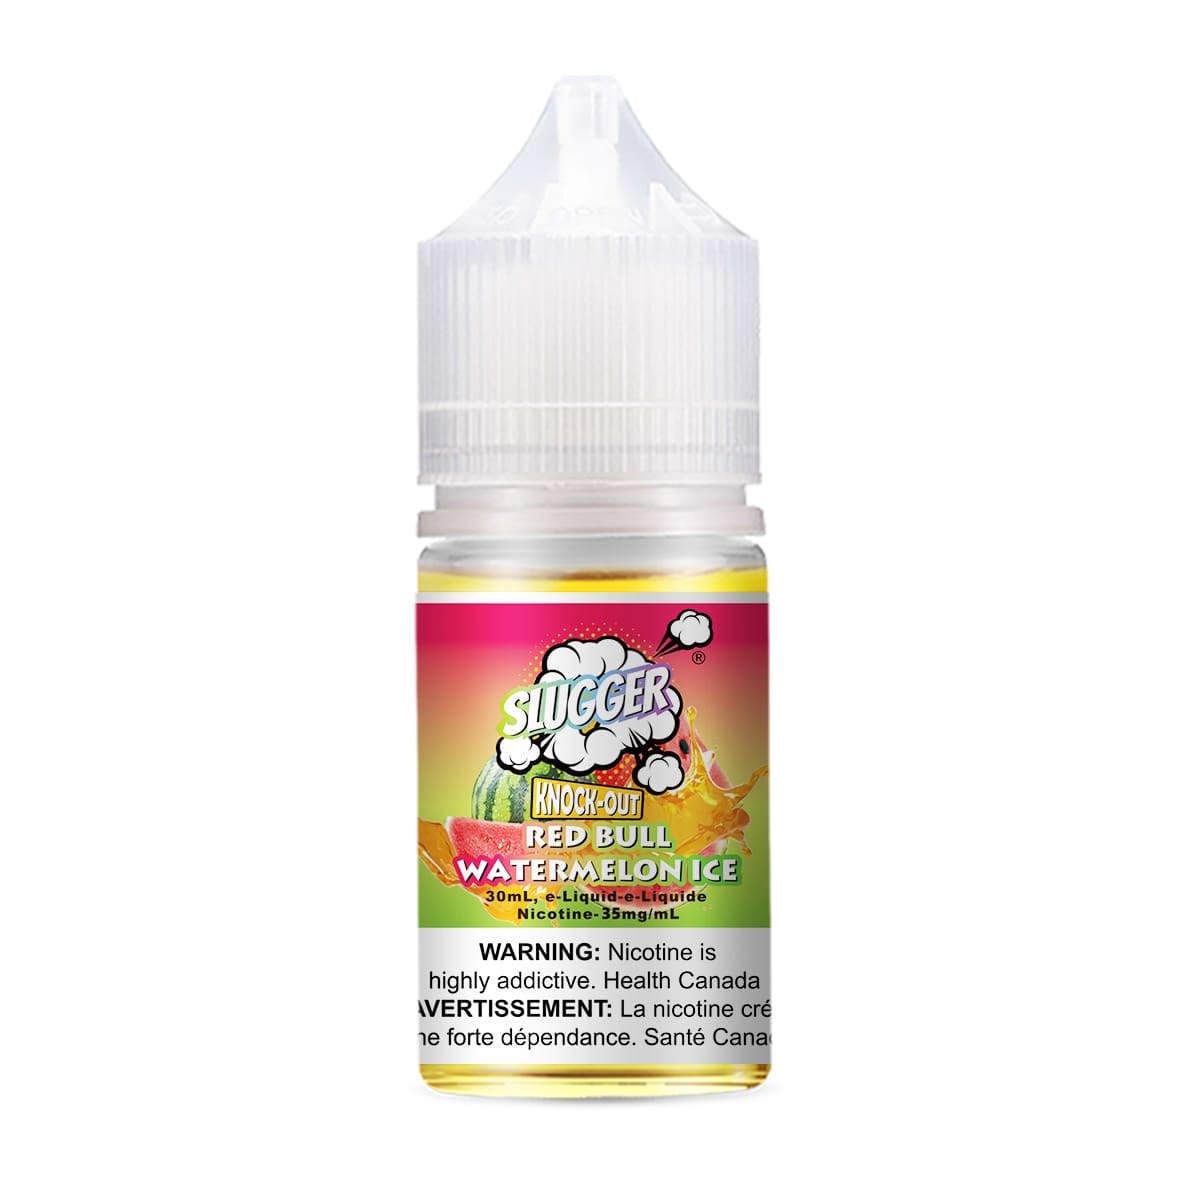 SLUGGER
®
KNOCK-OUT
RED BULL
WATERMELON ICE
30mL, e-Liquid-e-Liquide
Nicotine-35mg/mL
WARNING: Nicotine is
highly addictive. Health Canada
AVERTISSEMENT: La nicotine cré
ne forte dépendance. Santé Cana